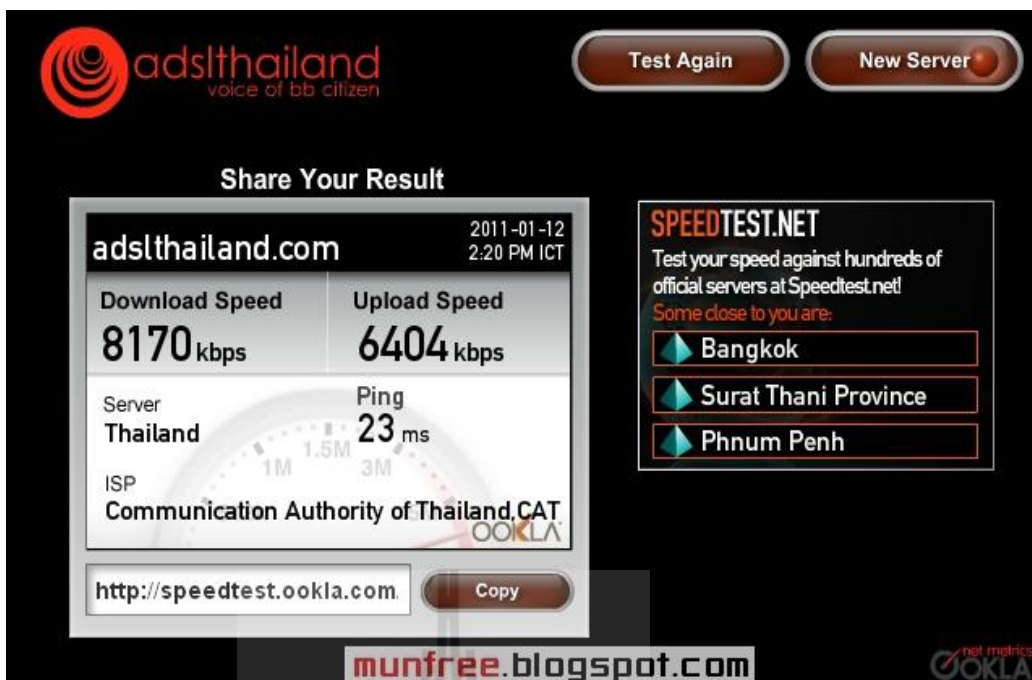 adslthailand
voice of bb citizen
Test Again
New Server
Share Your Result
adslthailand.com
2011-01-12
2:20 PM ICT
Download Speed
8170 kbps
Upload Speed
6404 kbps
Server
Thailand
Ping
23 ms
1M
1.5M
3M
ISP
Communication Authority of Thailand,CAT
OOKLA
http://speedtest.ookla.com.
Copy
SPEEDTEST.NET
Test your speed against hundreds of
official servers at Speedtest.net!
Some close to you are:
Bangkok
Surat Thani Province
Phnum Penh
munfree.blogspot.com
net metrics
OOKLA